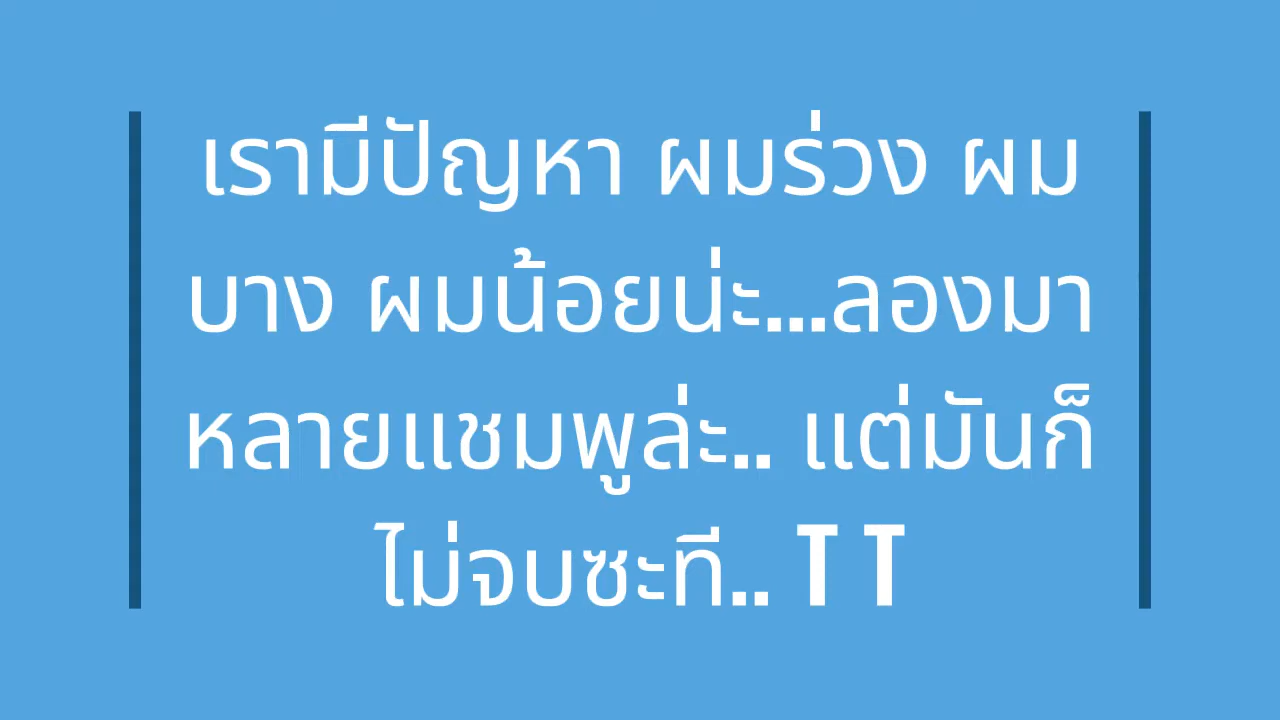 เรามีปัญหา ผมร่วง ผม
บาง ผมน้อยน่ะ...ลองมา
หลายแชมพูล่ะ.. แต่มันก็
ไม่จบซะที.. T T